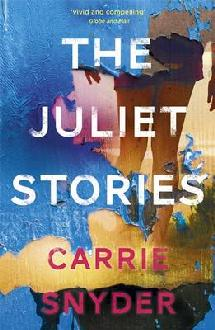 'Vivid and compelling'
Globe and Mail
THE
JULIET
STORIES
CARRIE
SNYDER